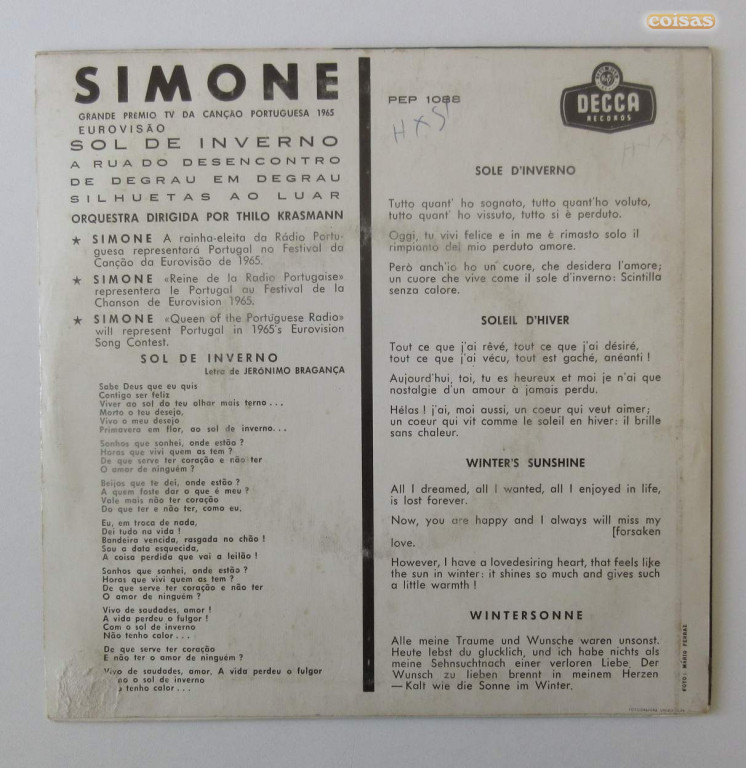 coisas
SIMONE
GRANDE PREMIO TV DA CANÇAO PORTUGUESA 1965
EUROVISÃO
SOL DE INVERNO
A RUA DO DESENCONTRO
DE DEGRAU EM DEGRAU
SILHUETAS AO LUAR
ORQUESTRA DIRIGIDA POR THILO KRASMANN
★ SIMONE A rainha-eleita da Rádio Portu-
guesa representará Portugal no Festival da
Canção da Eurovisão de 1965.
★ SIMONE «Reine de la Radio Portugaise»
representera le Portugal au Festival de la
Chanson de Eurovision 1965.
★ SIMONE «Queen of the Portuguese Radio»
will represent Portugal in 1965's Eurovision
Song Contest.
SOL DE INVERNO
Letra de JERÓNIMO BRAGANÇA
Sabe Deus que eu quis
Contigo ser feliz
Viver ao sol do teu olhar mais terno...
Morto o teu desejo,
Vivo o meu desejo
Primavera em flor, ao sol de inverno...
Sonhos que sonhei, onde estão ?
Horas que vivi quem as tem ?
De que serve ter coração e não ter
O amor de ninguém ?
Beijos que te dei, onde estão ?
A quem foste dar o que é meu ?
Vale mais não ter coração
Do que ter e não ter, como eu,
Eu, em troca de nada,
Dei tudo na vida !
Bandeira vencida, rasgada no chão !
Sou a data esquecida,
A coisa perdida que vai a leilão !
Sonhos que sonhei, onde estão ?
Horas que vivi quem as tem ?
De que serve ter coração e não ter
O amor de ninguém ?
Vivo de saudades, amor !
A vida perdeu o fulgor !
Com o sol de inverno
Não tenho calor...
De que serve ter coração
E não ter o amor de ninguém ?
Vivo de saudades, amor, A vida perdeu o fulgor
o sol de inverno
tenho calor...
PEP 1088
HXS
DECCA
RECORDS
SOLE D'INVERNO
Tutto quant' ho sognato, tutto quant'ho voluto,
tutto quant' ho vissuto, tutto si è perduto.
Oggi, tu vivi felice e in me è rimasto solo il
rimpianto del mio perduto amore.
Però anch'io ho un cuore, che desidera l'amore;
un cuore che vive come il sole d'inverno: Scintilla
senza calore.
SOLEIL D'HIVER
Tout ce que j'ai rêvé, tout ce que j'ai désiré,
tout ce que j'ai vécu, tout est gaché, anéanti !
Aujourd'hui, toi, tu es heureux et moi je n'ai que
nostalgie d'un amour à jamais perdu.
Hélas ! j'ai, moi aussi, un coeur qui veut aimer;
un coeur qui vit comme le soleil en hiver: il brille
sans chaleur.
WINTER'S SUNSHINE
All I dreamed, all I wanted, all I enjoyed in life,
is lost forever.
Now, you are happy and I always will miss my
[forsaken
love.
However, I have a lovedesiring heart, that feels like
the sun in winter: it shines so much and gives such
a little warmth !
WINTERSONNE
Alle meine Traume und Wunsche waren unsonst.
Heute lebst du glucklich, und ich habe nichts als
meine Sehnsuchtnach einer verloren Liebe. Der
Wunsch zu lieben brennt in meinem Herzen
— Kalt wie die Sonne im Winter.
FOTO: MÁRIO FERRAZ